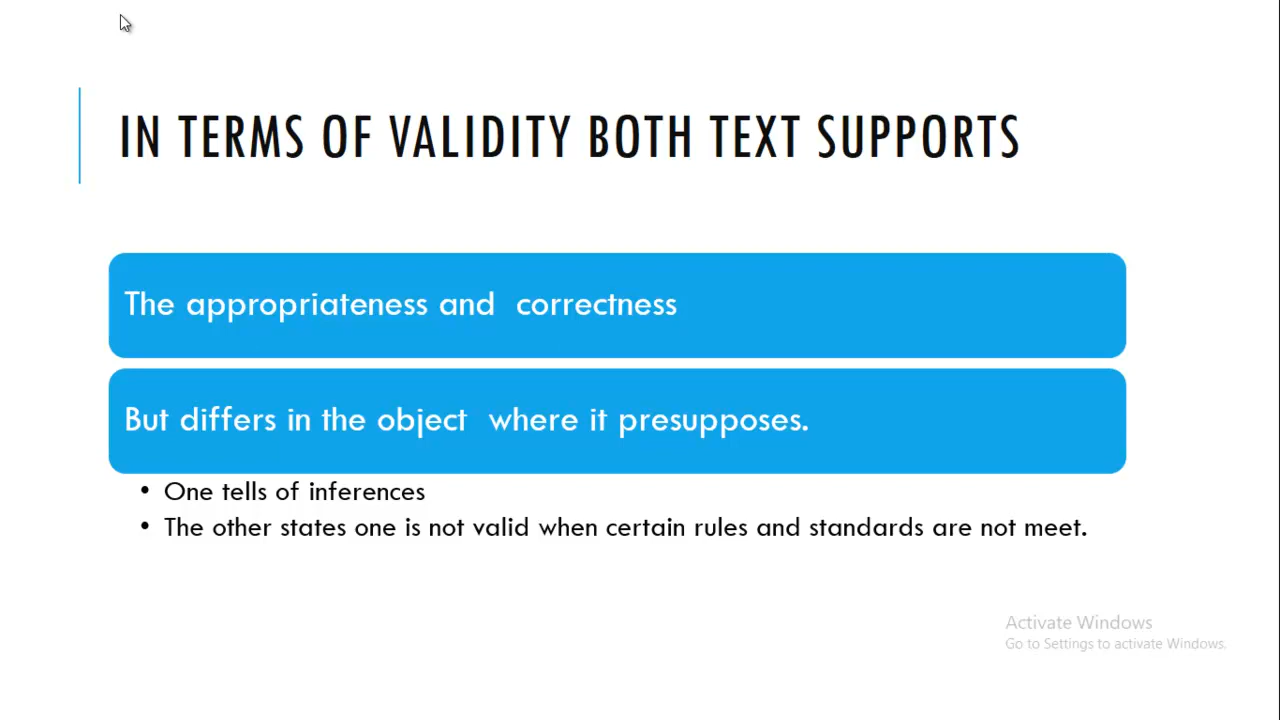 IN TERMS OF VALIDITY BOTH TEXT SUPPORTS
The appropriateness and  correctness
But differs in the object  where it presupposes.
• One tells of inferences
• The other states one is not valid when certain rules and standards are not meet.
Activate Windows
Go to Settings to activate Windows.